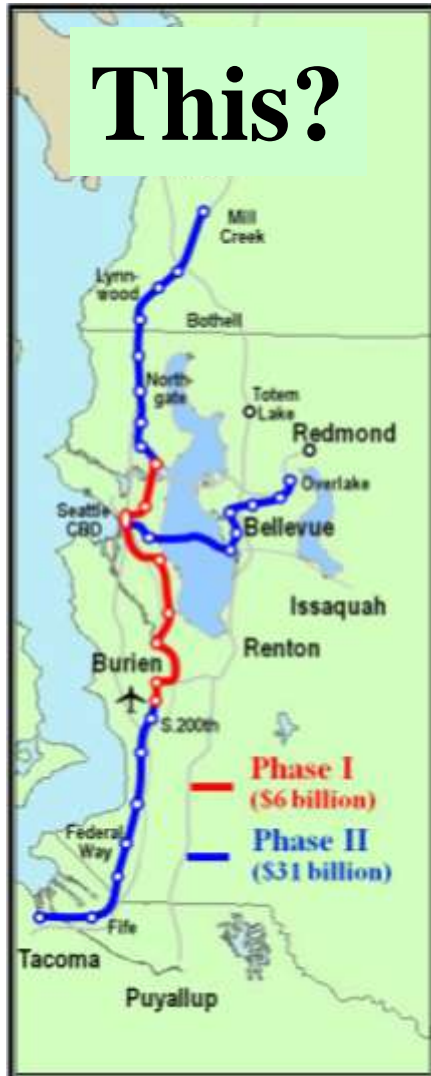 This?
Mill
Creek
Lynn-
wood
Bothell
North-
gate
Totem
Lake
Redmond
Overlake
Seattle
CBD
Bellevue
Issaquah
Renton
Burien
S.200th
Phase I
($6 billion)
Phase II
($31 billion)
Federal
Way
Fife
Tacoma
Puyallup